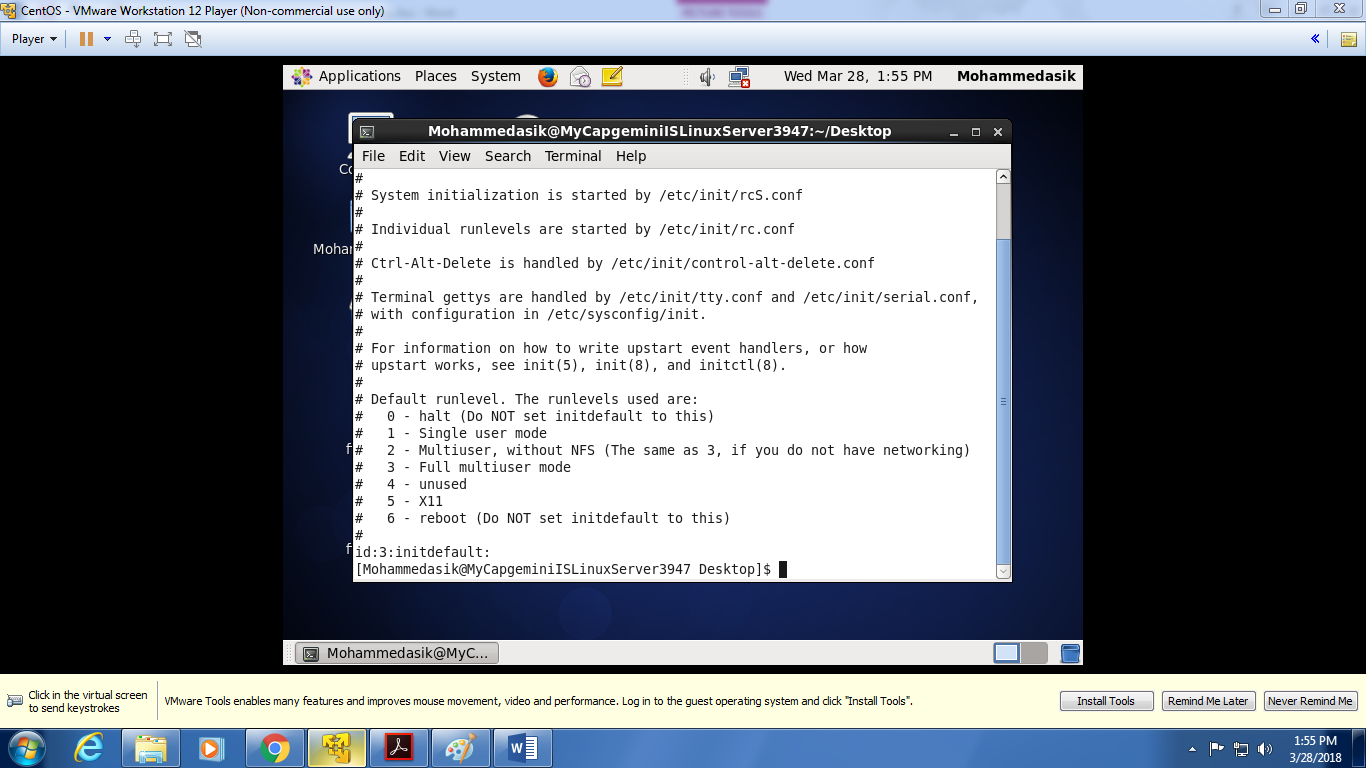 CentOS - VMware Workstation 12 Player (Non-commercial use only)
Player
Applications Places System Wed Mar 28, 1:55 PM Mohammedasik
Mohammedasik@MyCapgeminiISLinuxServer3947:~/Desktop
File Edit View Search Terminal Help
#
# System initialization is started by /etc/init/rcS.conf
#
# Individual runlevels are started by /etc/init/rc.conf
#
# Ctrl-Alt-Delete is handled by /etc/init/control-alt-delete.conf
#
# Terminal gettys are handled by /etc/init/tty.conf and /etc/init/serial.conf,
# with configuration in /etc/sysconfig/init.
#
# For information on how to write upstart event handlers, or how
# upstart works, see init(5), init(8), and initctl(8).
#
# Default runlevel. The runlevels used are:
#   0 - halt (Do NOT set initdefault to this)
#   1 - Single user mode
#   2 - Multiuser, without NFS (The same as 3, if you do not have networking)
#   3 - Full multiuser mode
#   4 - unused
#   5 - X11
#   6 - reboot (Do NOT set initdefault to this)
#
id:3:initdefault:
[Mohammedasik@MyCapgeminiISLinuxServer3947 Desktop]$
Mohammedasik@MyC...
Click in the virtual screen
to send keystrokes
VMware Tools enables many features and improves mouse movement, video and performance. Log in to the guest operating system and click "Install Tools".
Install Tools Remind Me Later Never Remind Me
1:55 PM
3/28/2018